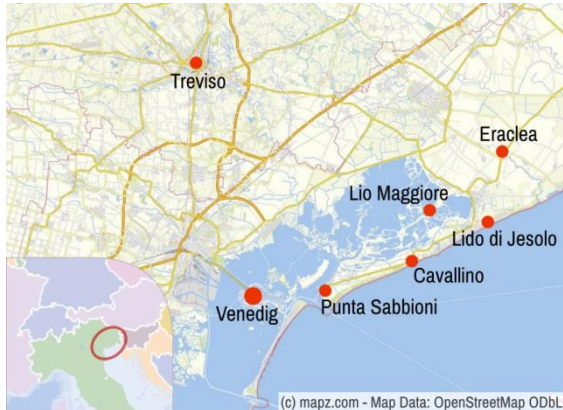 Treviso
Eraclea
Lio Maggiore
Lido di Jesolo
Cavallino
Venedig
Punta Sabbioni
(c) mapz.com - Map Data: OpenStreetMap ODbL